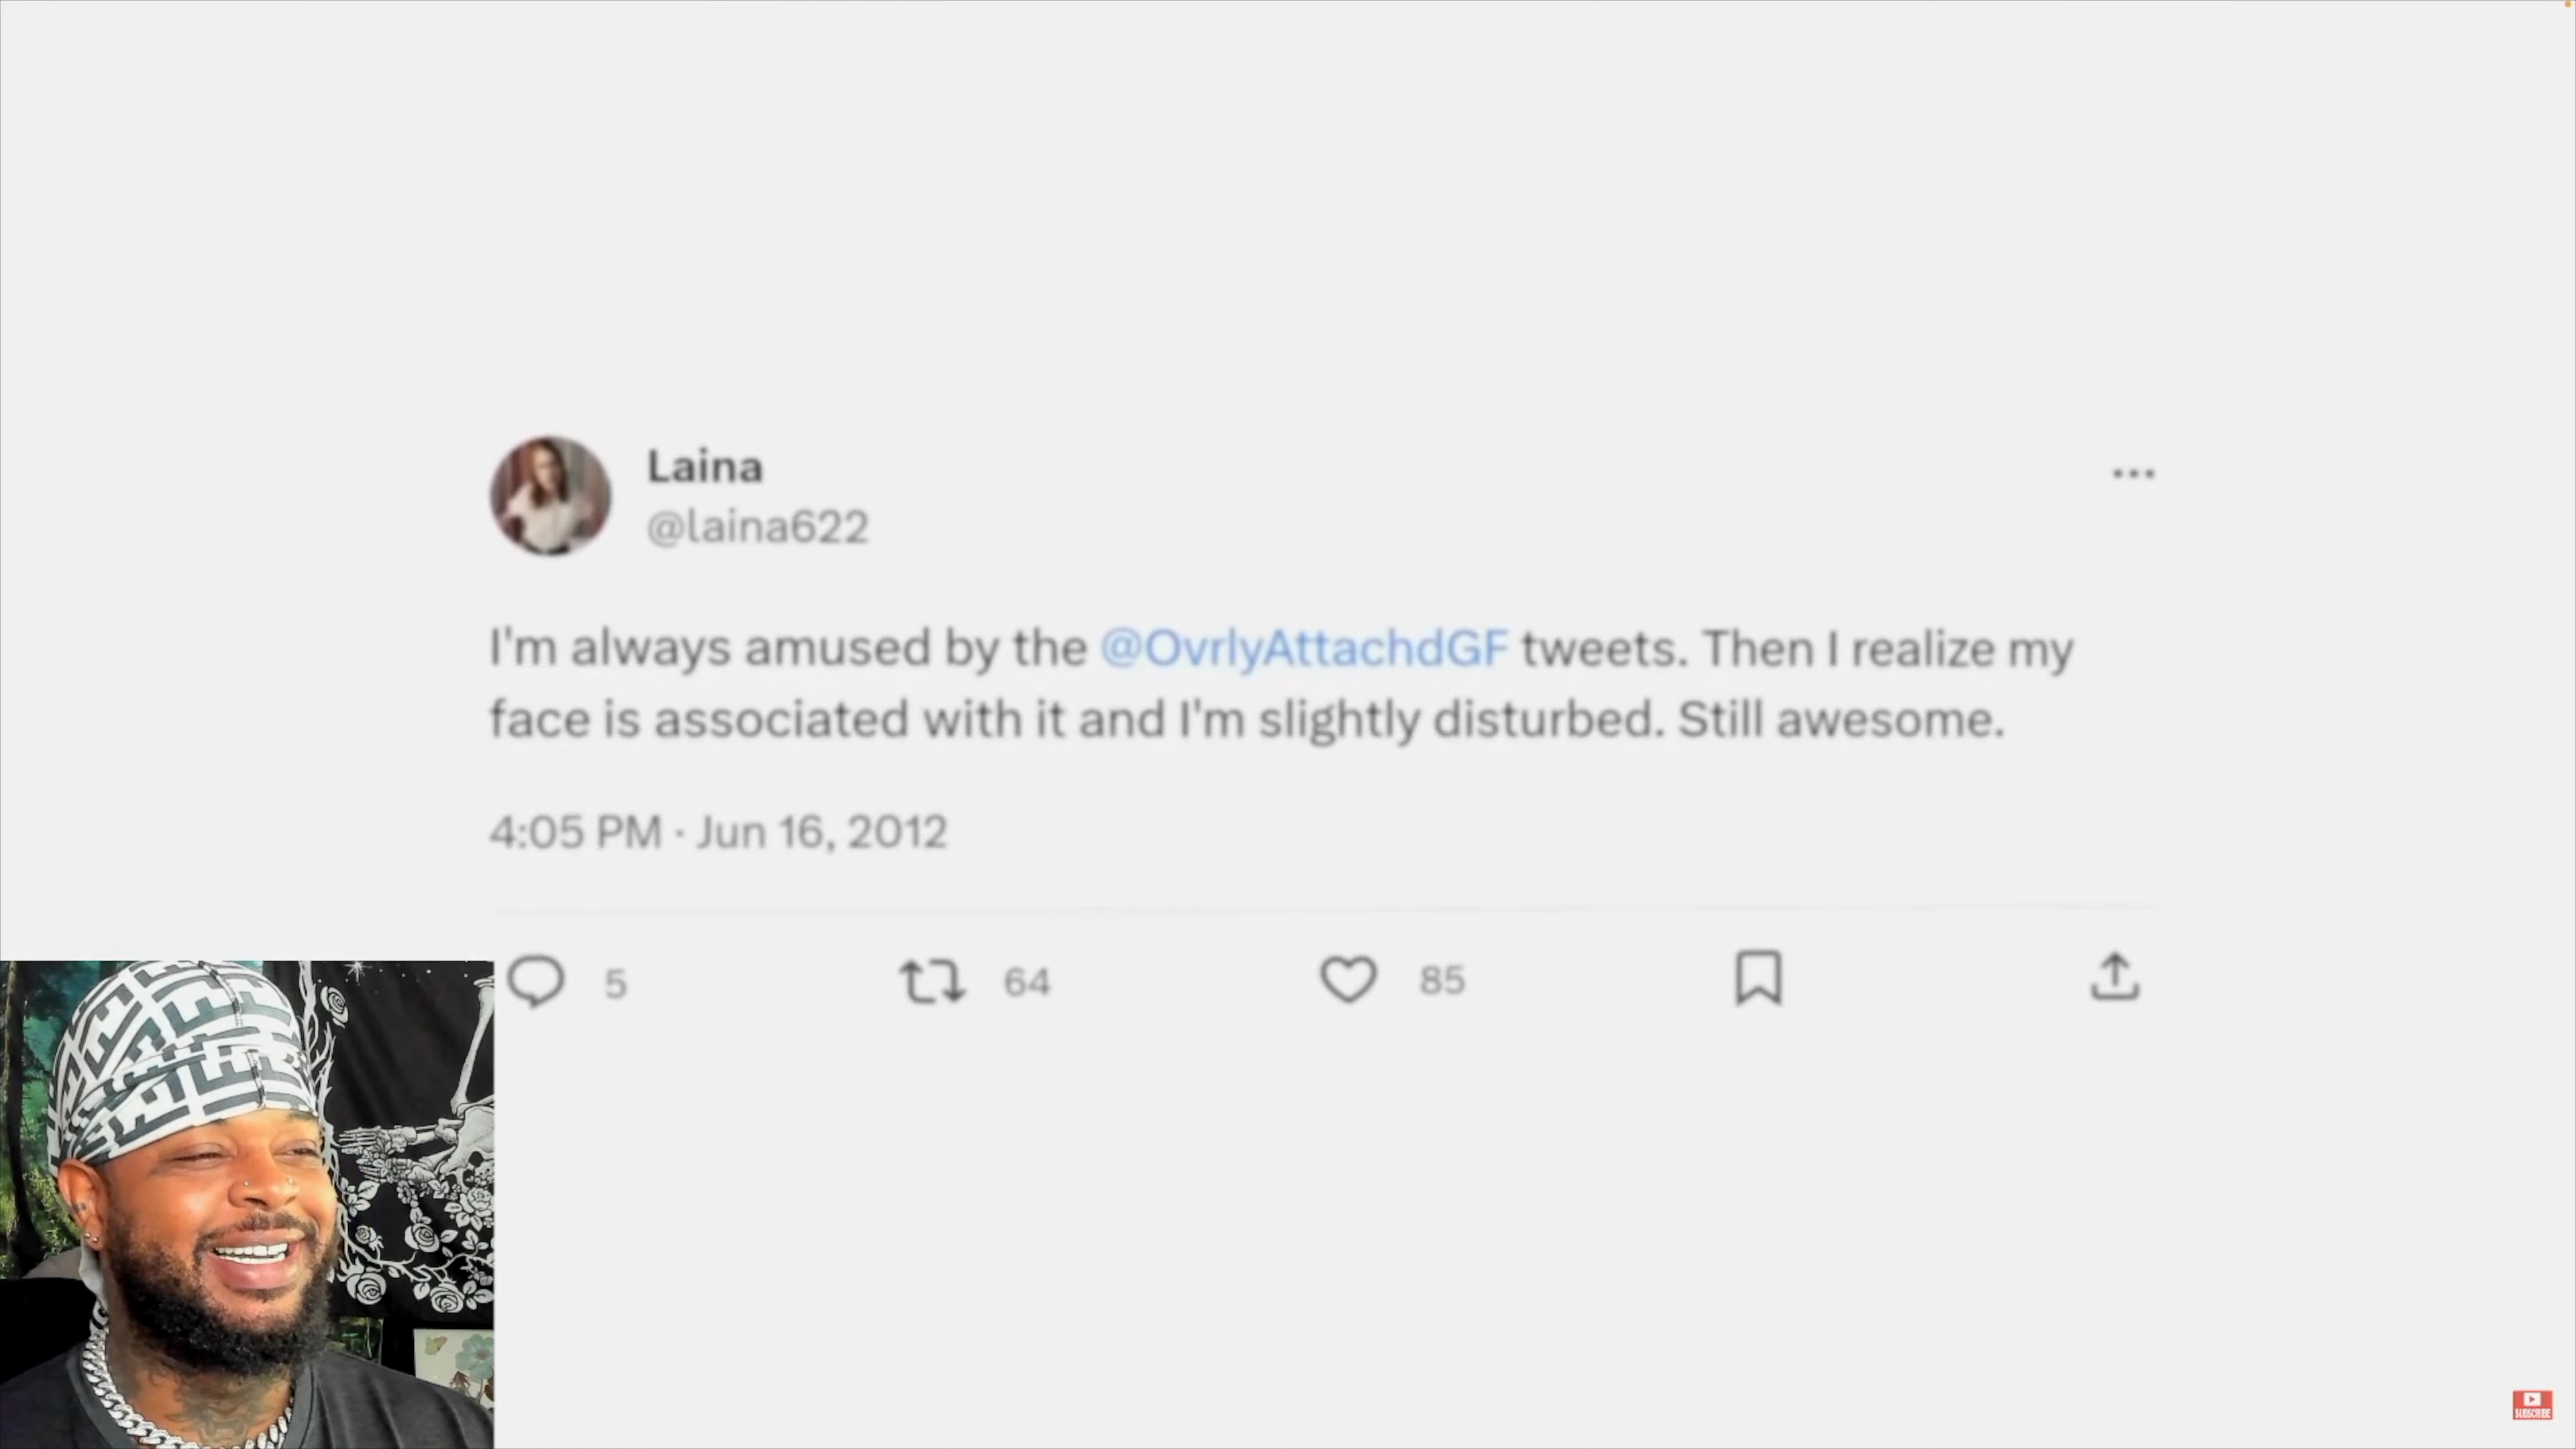 Laina
@laina622
I'm always amused by the @OvrlyAttachdGF tweets. Then I realize my
face is associated with it and I'm slightly disturbed. Still awesome.
4:05 PM · Jun 16, 2012
5 64 85
SUBSCRIBE